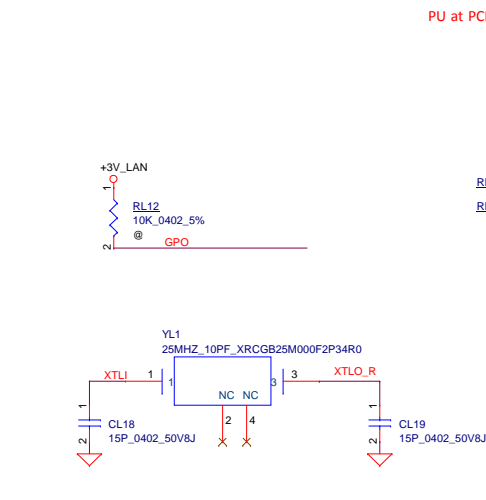 PU at PC
+3V_LAN
1
RL12
10K_0402_5%
@
2
GPO
YL1
25MHZ_10PF_XRCGB25M000F2P34R0
XTLI
1
1
3
3
XTLO_R
NC NC
2
4
1
CL18
2
15P_0402_50V8J
1
CL19
2
15P_0402_50V8J